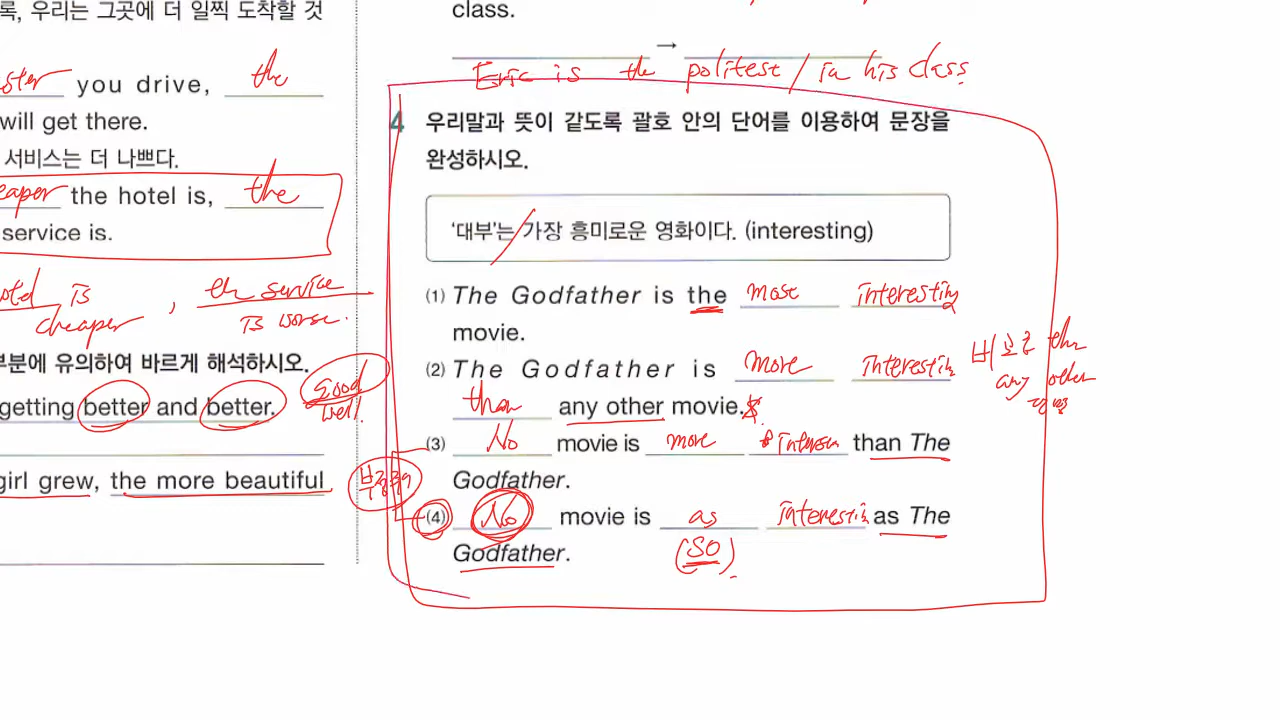 록, 우리는 그곳에 더 일찍 도착할 것
you drive, the
will get there.
서비스는 더 나쁘다.
eaper the hotel is, the
service is.
is, the service
cheaper is worse.
부분에 유의하여 바르게 해석하시오.
good
getting better and better. well
girl grew, the more beautiful
class.
→
Eric is the politest / in his class
4 우리말과 뜻이 같도록 괄호 안의 단어를 이용하여 문장을
완성하시오.
'대부'는 / 가장 흥미로운 영화이다. (interesting)
(1) The Godfather is the most interesting
movie.
(2) The Godfather is more interestin
than any other movie.
비교급 than
any other
(3) No movie is more than The
Godfather.
(4) No movie is as interestin as The
Godfather. (so)